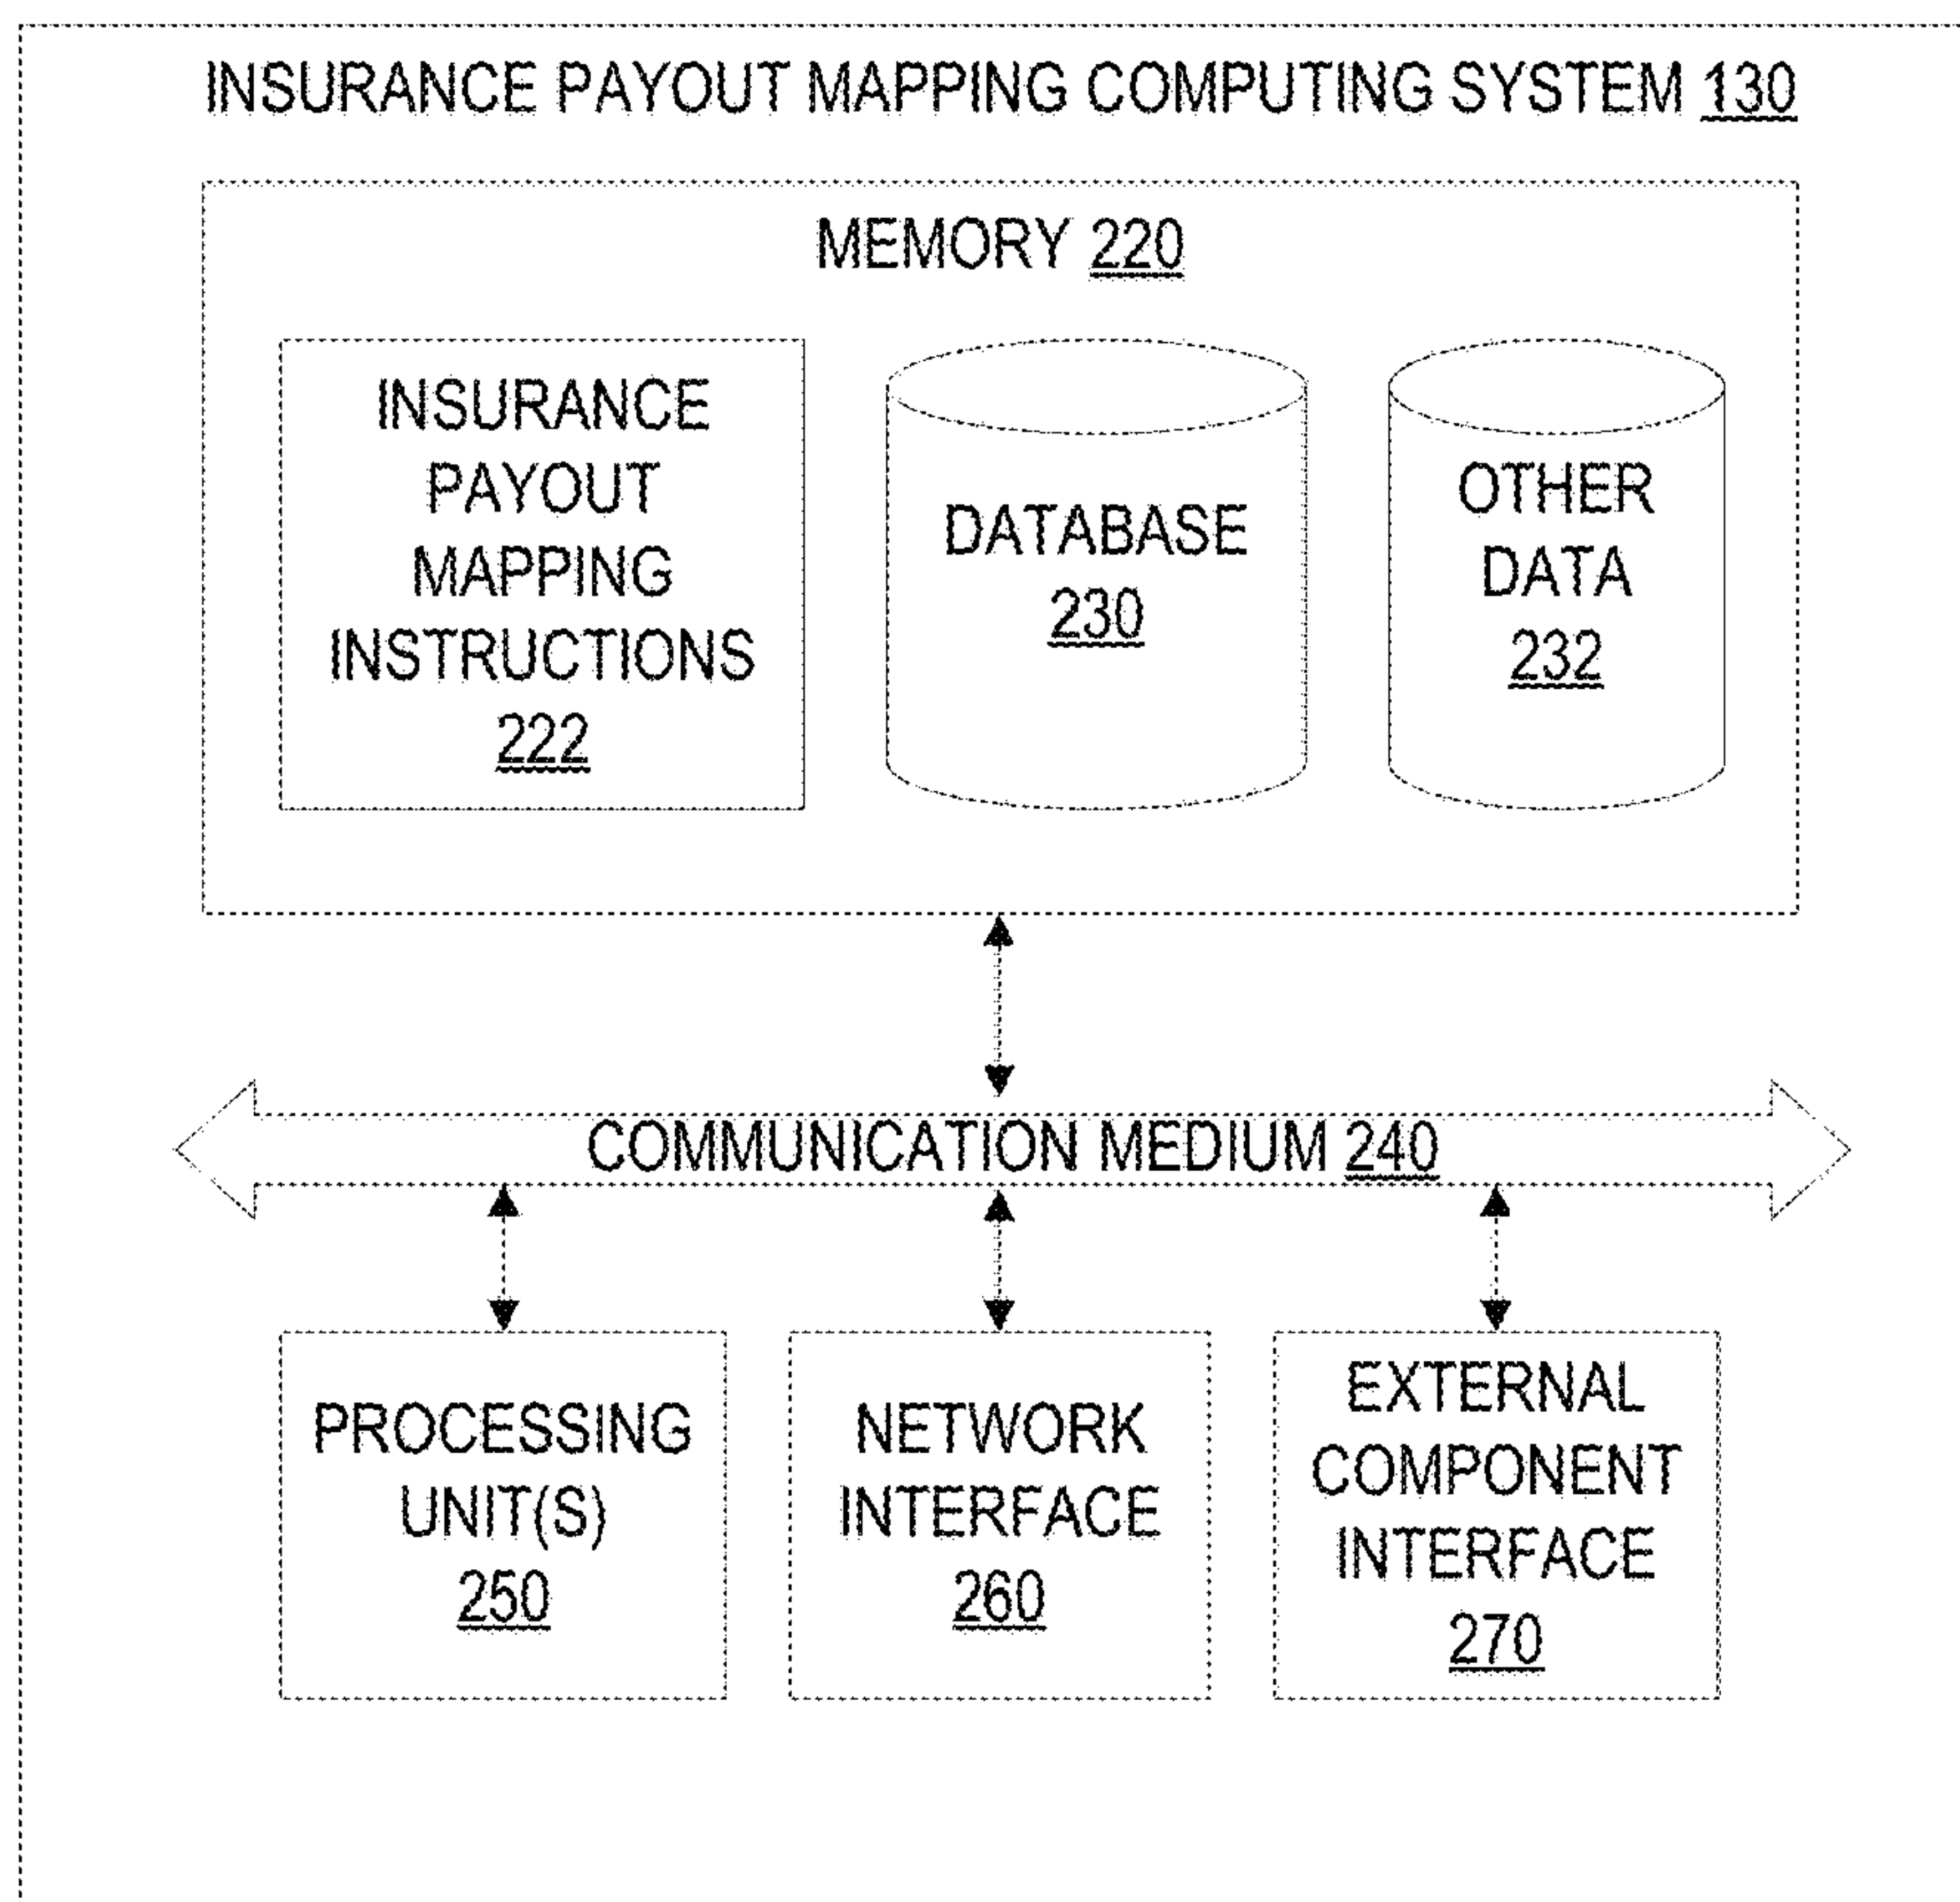 INSURANCE PAYOUT MAPPING COMPUTING SYSTEM 130
MEMORY 220
INSURANCE
PAYOUT
MAPPING
INSTRUCTIONS
222
DATABASE
230
OTHER
DATA
232
COMMUNICATION MEDIUM 240
PROCESSING
UNIT(S)
250
NETWORK
INTERFACE
260
EXTERNAL
COMPONENT
INTERFACE
270